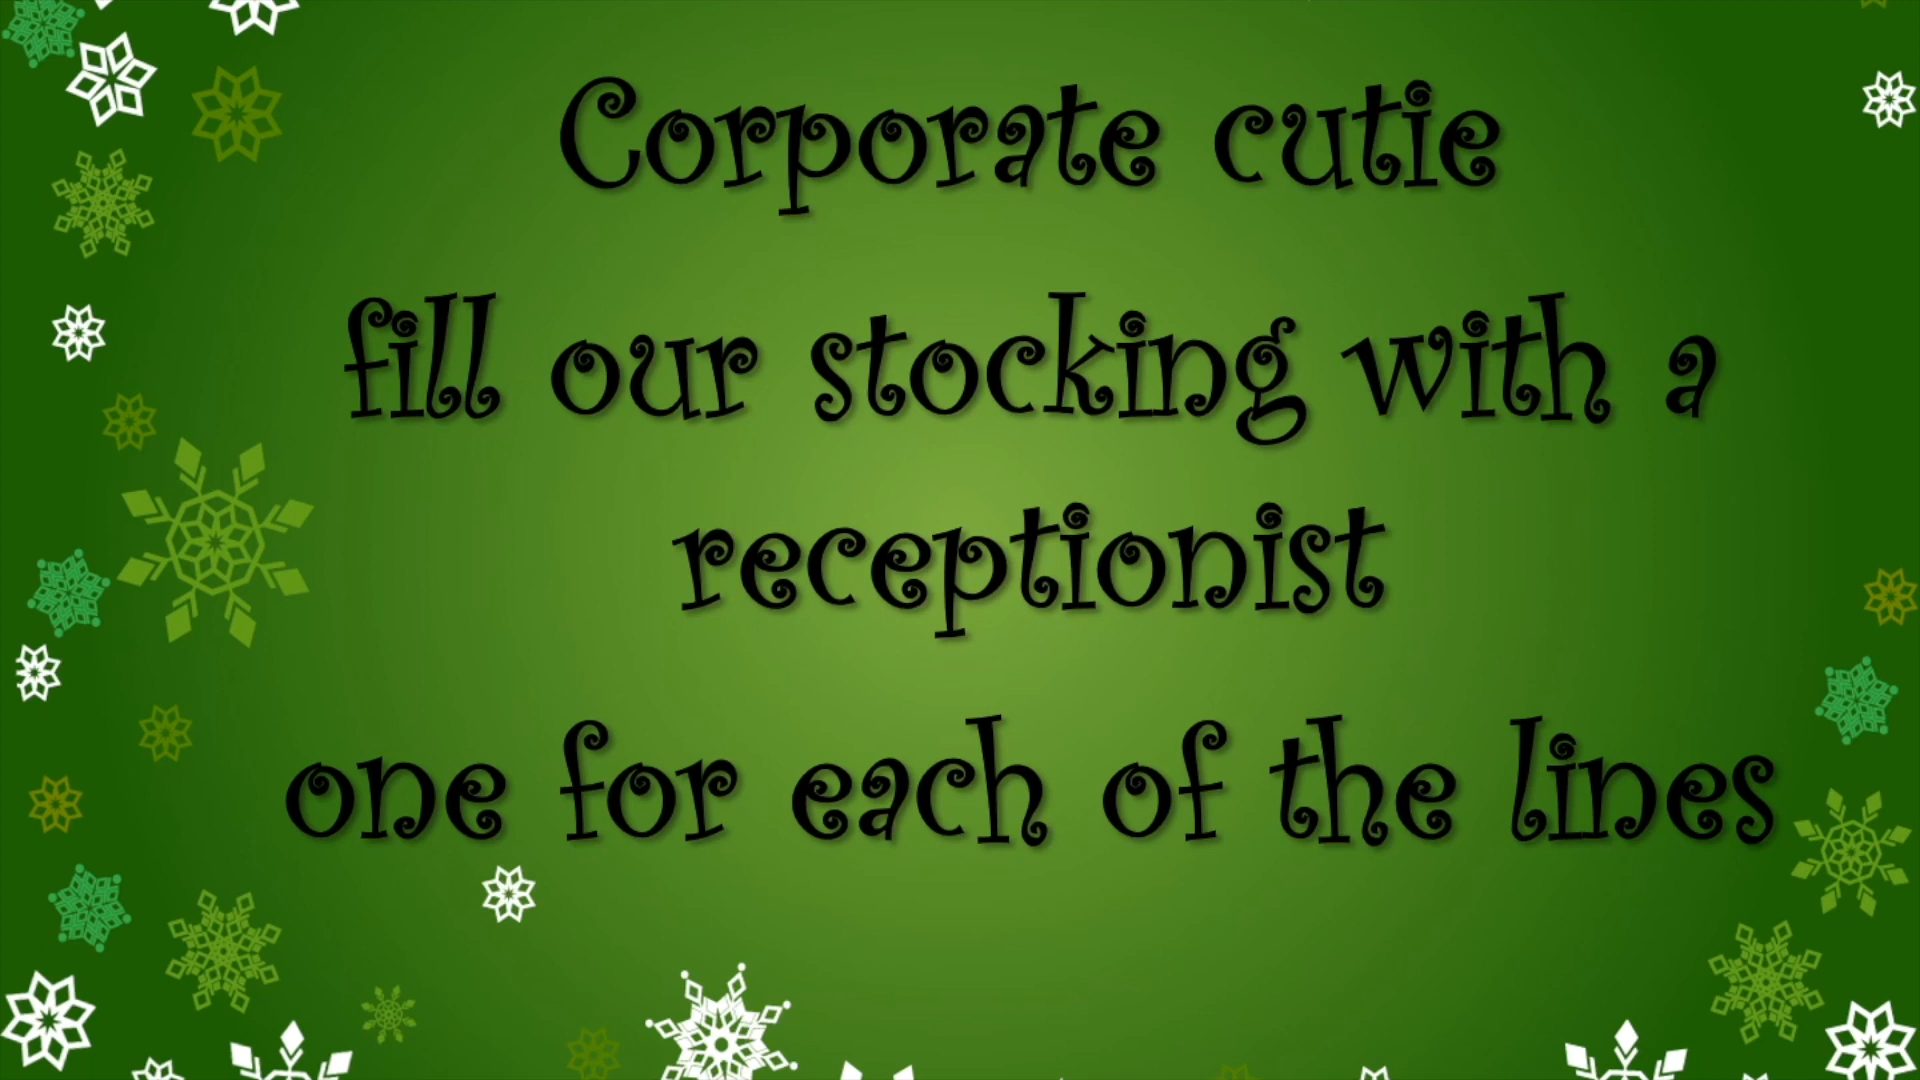 Corporate cutie
fill our stocking with a
receptionist
one for each of the lines